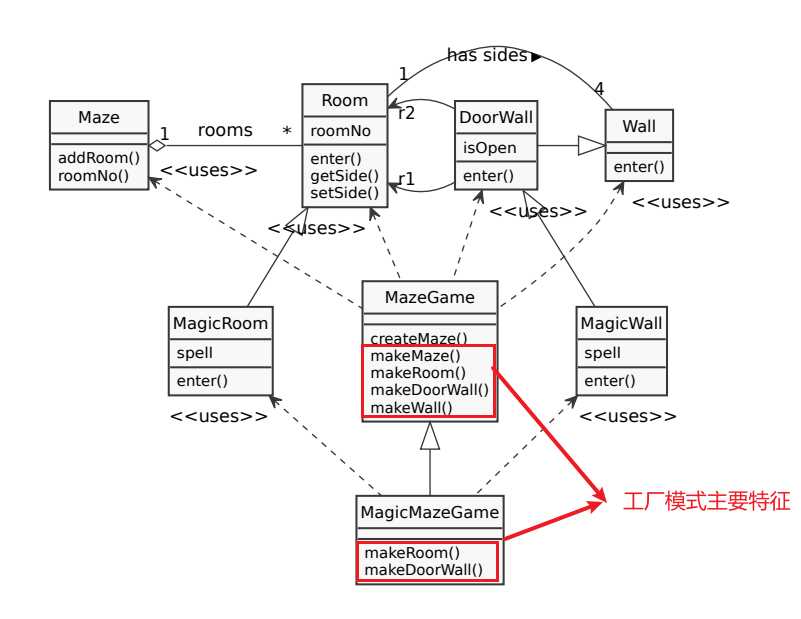 has sides ▶
1
4
Maze
addRoom()
roomNo()
1
rooms
*
<<uses>>
Room
roomNo
enter()
getSide()
setSide()
r2
r1
DoorWall
isOpen
enter()
Wall
enter()
<<uses>>
<<uses>>
<<uses>>
MagicRoom
spell
enter()
<<uses>>
MazeGame
createMaze()
makeMaze()
makeRoom()
makeDoorWall()
makeWall()
MagicWall
spell
enter()
<<uses>>
MagicMazeGame
makeRoom()
makeDoorWall()
工厂模式主要特征